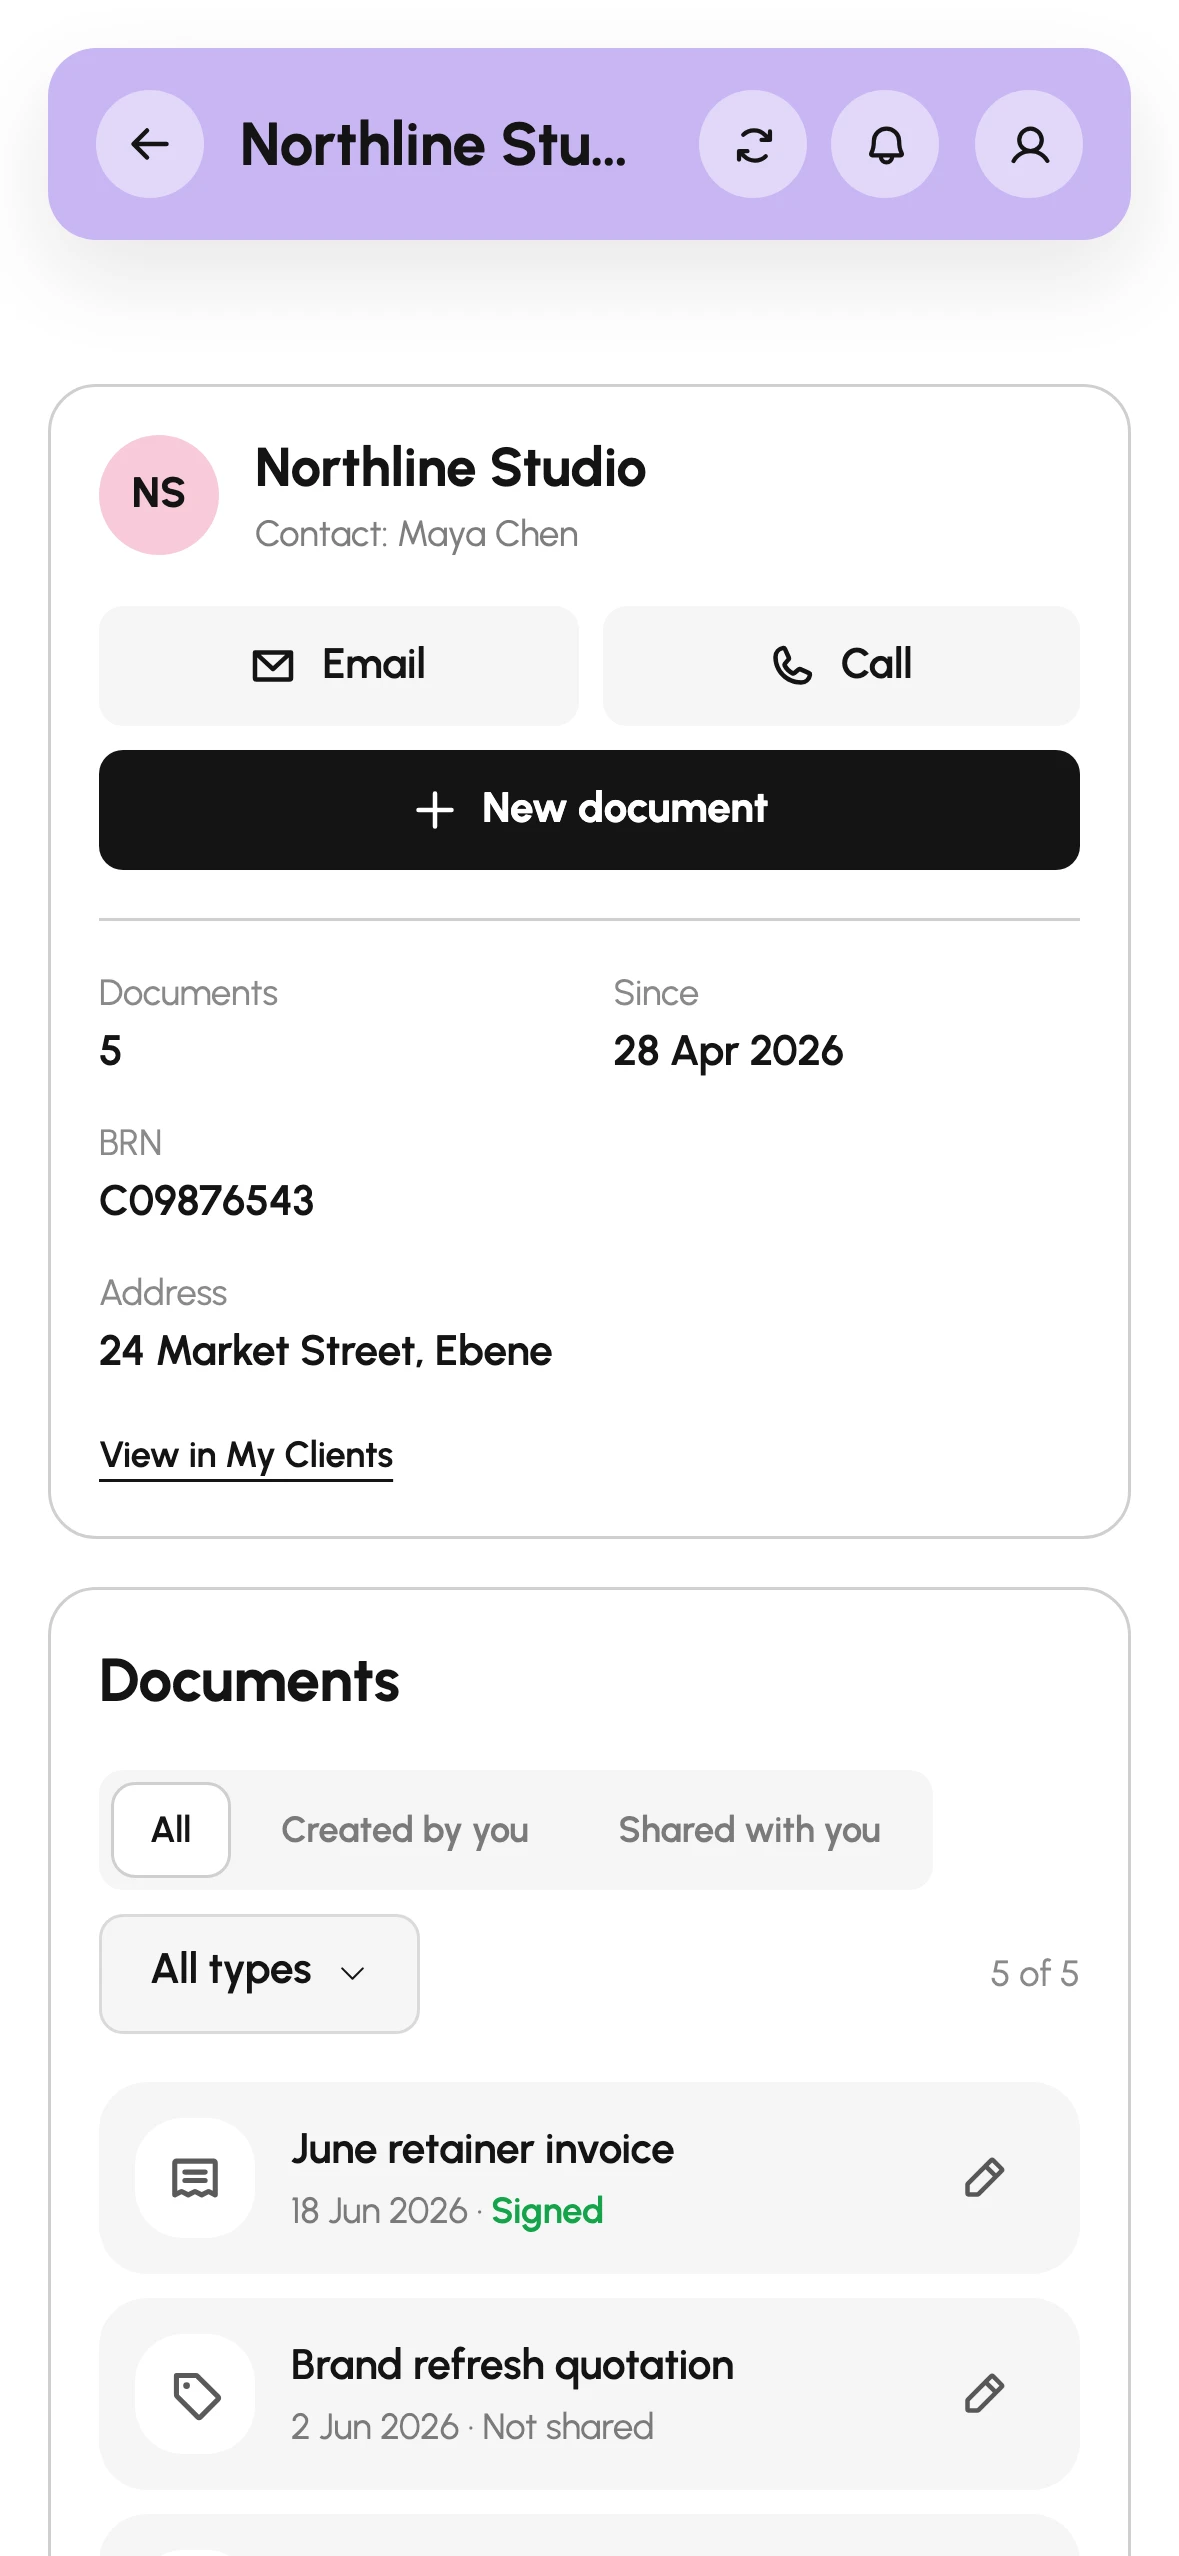 Northline Stu...
NS
Northline Studio
Contact: Maya Chen
Email
Call
New document
Documents
Since
5
28 Apr 2026
BRN
C09876543
Address
24 Market Street, Ebene
View in My Clients
Documents
All
Created by you
Shared with you
All types
5 of 5
June retainer invoice
18 Jun 2026 · Signed
Brand refresh quotation
2 Jun 2026 · Not shared